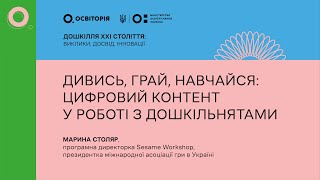 ОСВІТОРІЯ
МІНІСТЕРСТВО
ОСВІТИ І НАУКИ
УКРАЇНИ
ДОШКІЛЛЯ XXI СТОЛІТТЯ:
ВИКЛИКИ, ДОСВІД, ІННОВАЦІЇ
ДИВИСЬ, ГРАЙ, НАВЧАЙСЯ:
ЦИФРОВИЙ КОНТЕНТ
У РОБОТІ З ДОШКІЛЬНЯТАМИ
МАРИНА СТОЛЯР,
програмна директорка Sesame Workshop,
президентка міжнародної асоціації гри в Україні